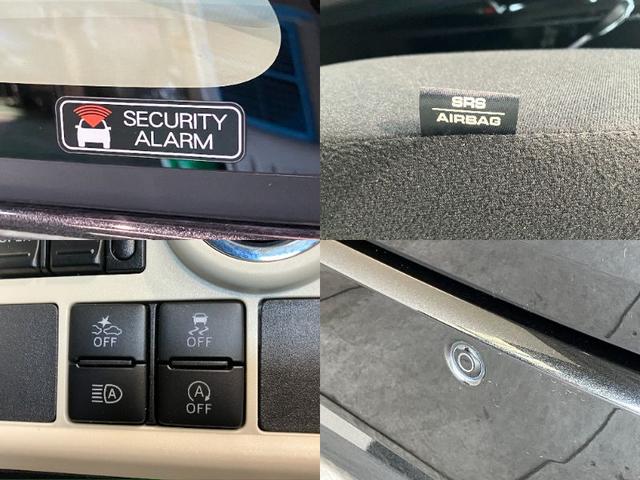 SECURITY
ALARM
SRS
AIRBAG
OFF
OFF
A
A
OFF